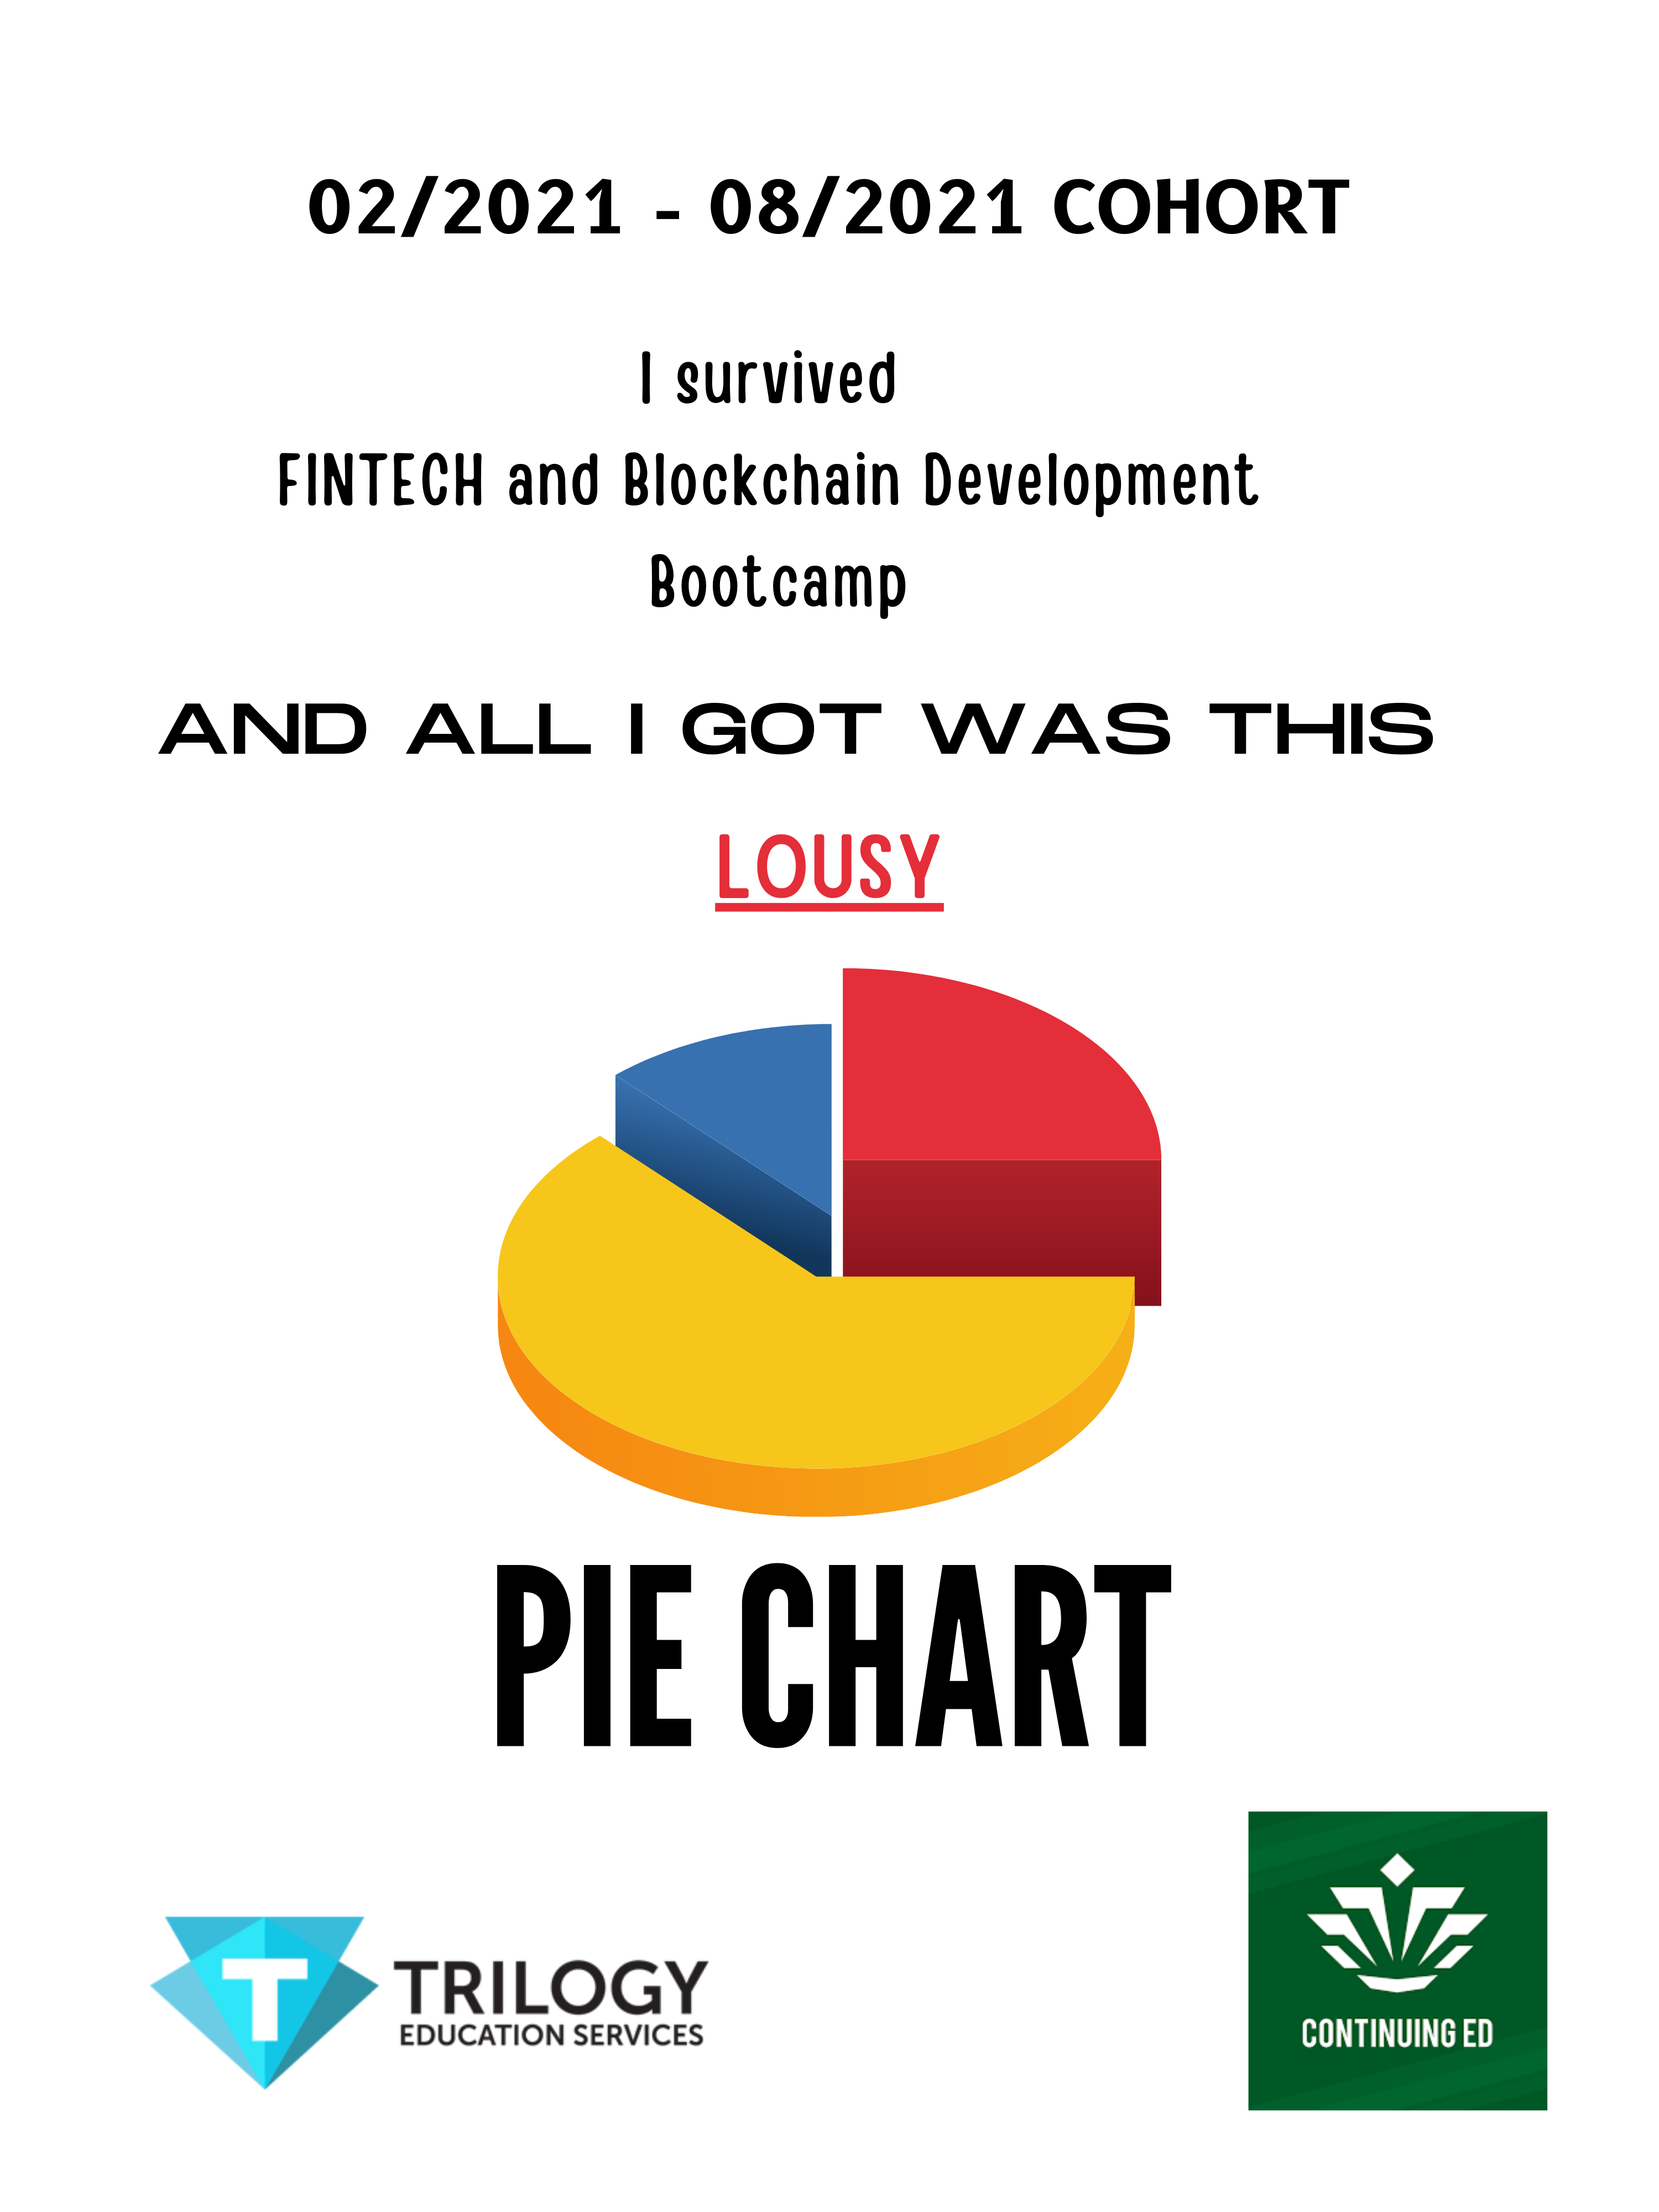 02/2021 - 08/2021 COHORT
I survived
FINTECH and Blockchain Development
Bootcamp
AND ALL I GOT WAS THIS
LOUSY
PIE CHART
T
TRILOGY
EDUCATION SERVICES
CONTINUING ED